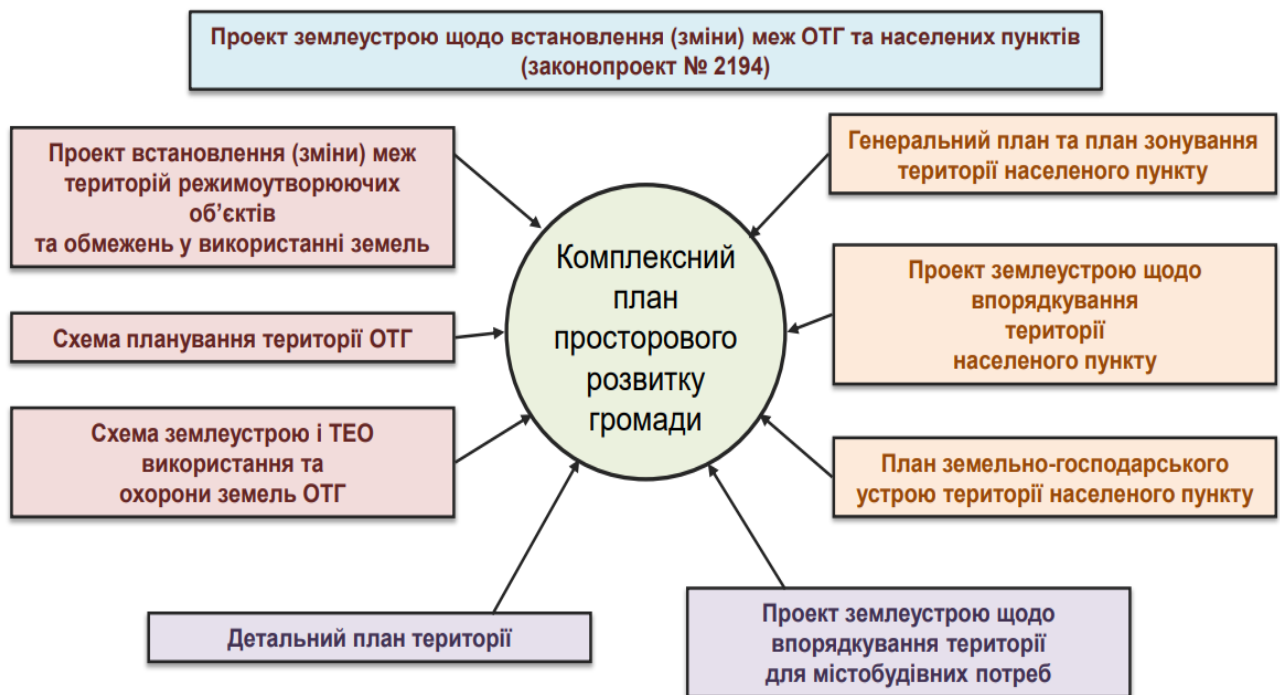 Проект землеустрою щодо встановлення (зміни) меж ОТГ та населених пунктів
(законопроект № 2194)
Проект встановлення (зміни) меж
територій режимоутворюючих
об’єктів
та обмежень у використанні земель
Схема планування території ОТГ
Схема землеустрою і ТЕО
використання та
охорони земель ОТГ
Комплексний
план
просторового
розвитку
громади
Генеральний план та план зонування
території населеного пункту
Проект землеустрою щодо
впорядкування
території
населеного пункту
План земельно-господарського
устрою території населеного пункту
Детальний план території
Проект землеустрою щодо
впорядкування території
для містобудівних потреб